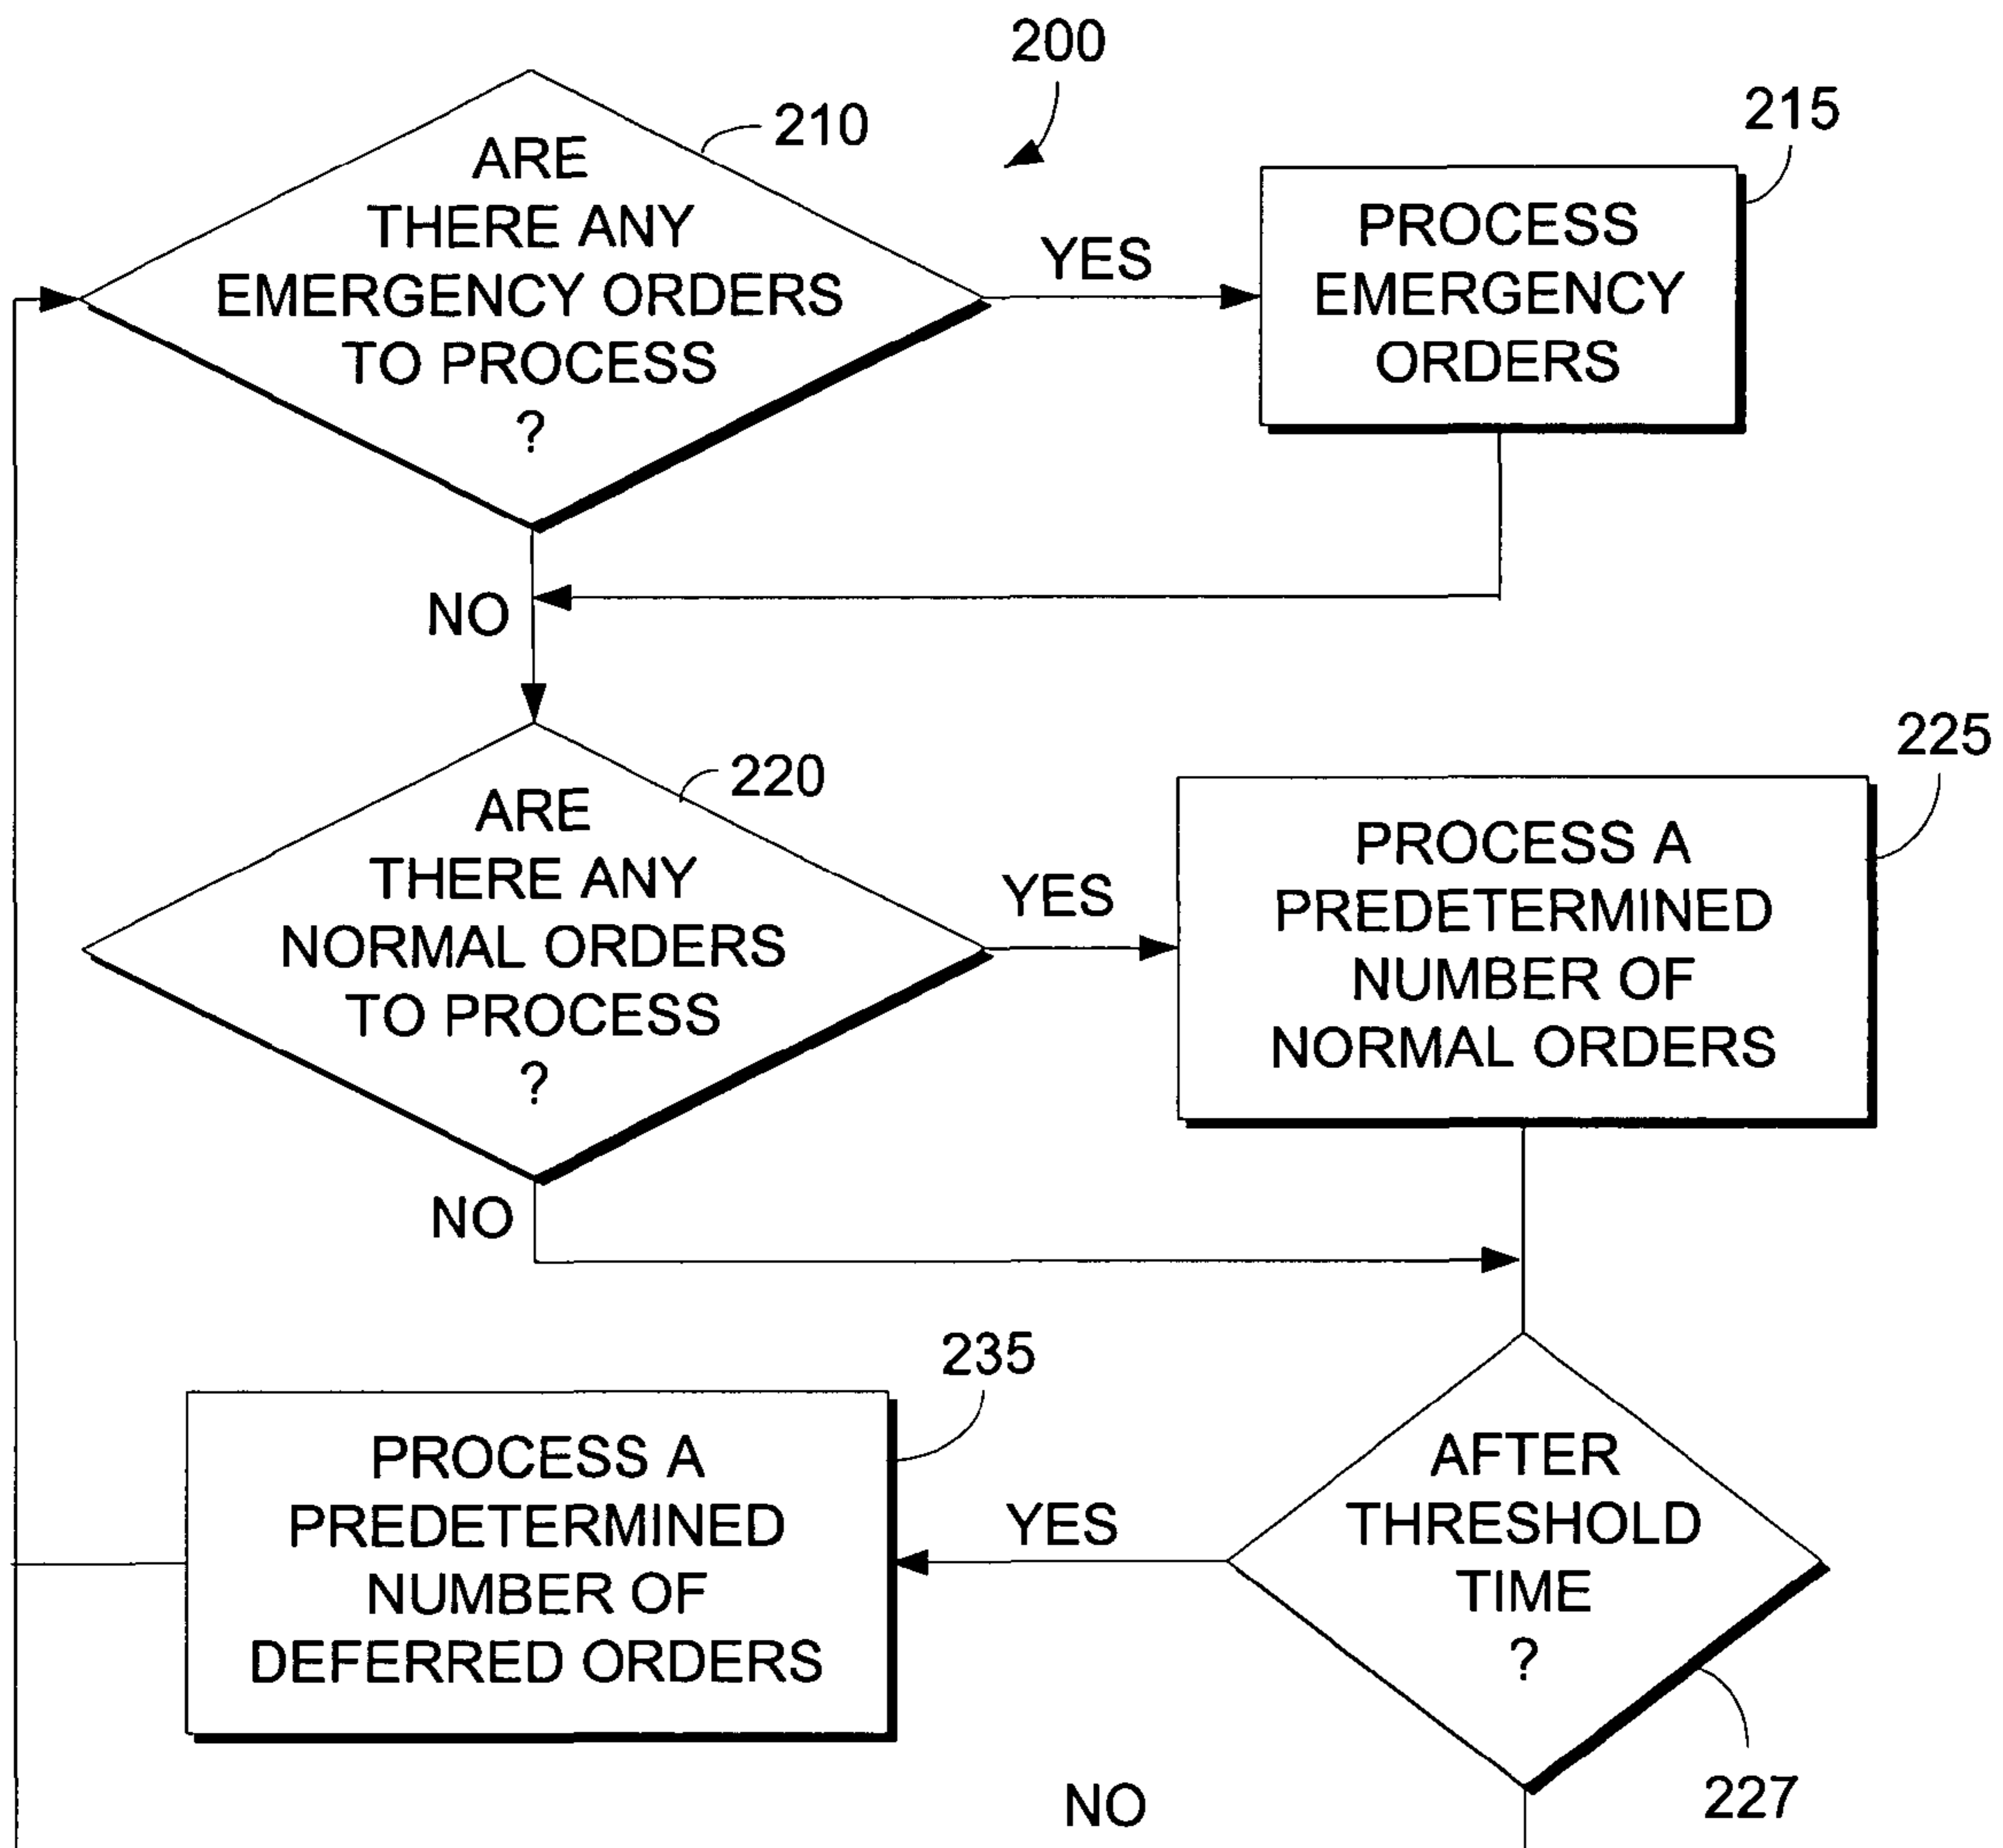 200
210
ARE
THERE ANY
EMERGENCY ORDERS
TO PROCESS
?
YES
215
PROCESS
EMERGENCY
ORDERS
NO
220
ARE
THERE ANY
NORMAL ORDERS
TO PROCESS
?
YES
225
PROCESS A
PREDETERMINED
NUMBER OF
NORMAL ORDERS
NO
235
PROCESS A
PREDETERMINED
NUMBER OF
DEFERRED ORDERS
YES
AFTER
THRESHOLD
TIME
?
227
NO